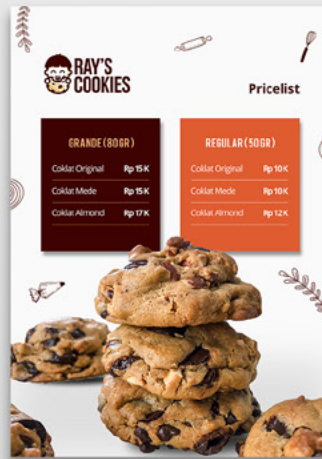 RAY'S
COOKIES
Pricelist
GRANDE (80GR)
Coklat Original Rp 15 K
Coklat Mede Rp 15 K
Coklat Almond Rp 17 K
REGULAR (50GR)
Coklat Original Rp 10 K
Coklat Mede Rp 10 K
Coklat Almond Rp 12 K